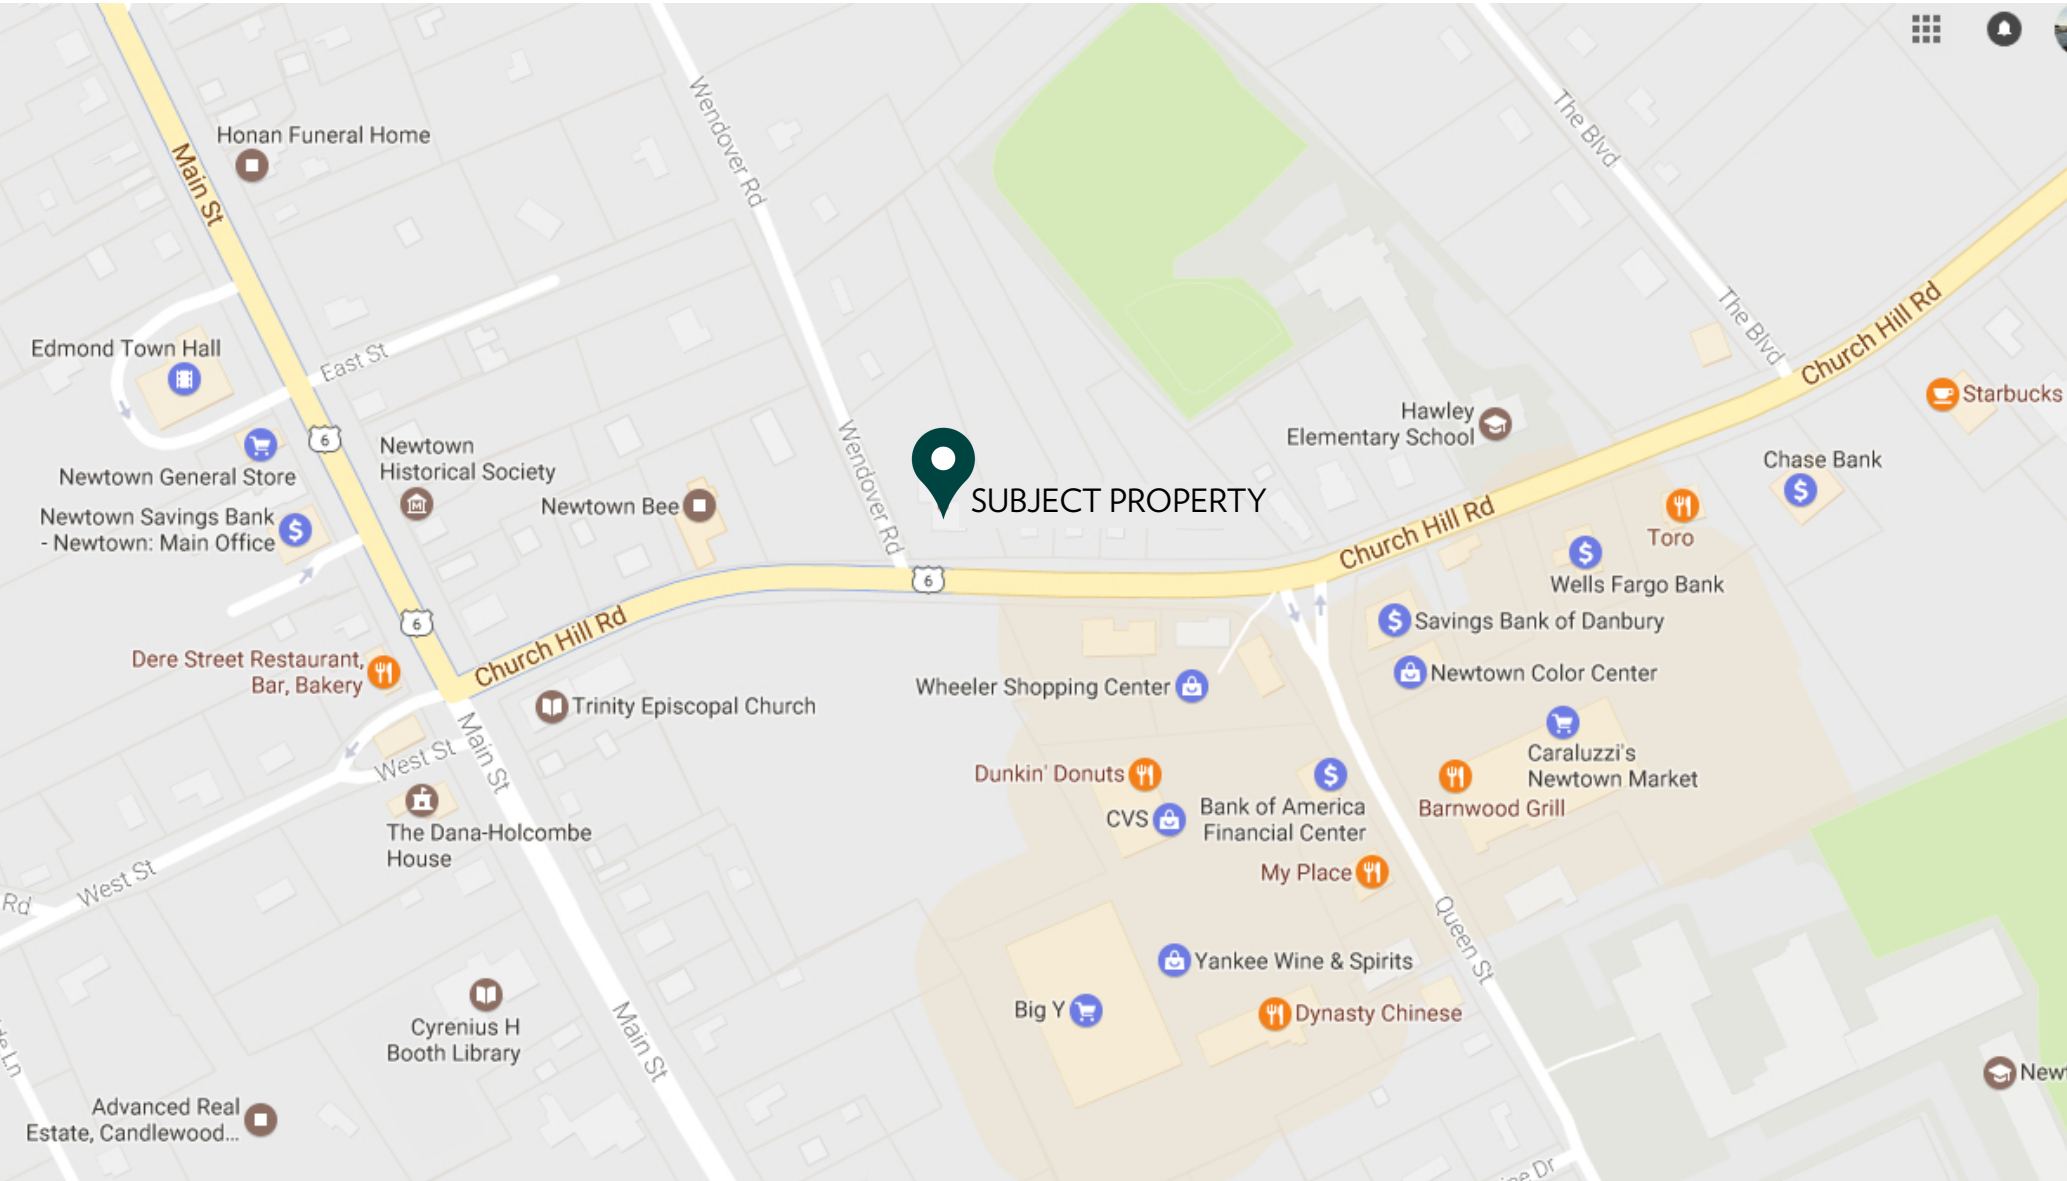 Honan Funeral Home
Main St
Wendover Rd
The Blvd
Edmond Town Hall
East St
6
Newtown General Store
Newtown
Historical Society
Newtown Savings Bank
- Newtown: Main Office
Newtown Bee
Wendover Rd
SUBJECT PROPERTY
Hawley
Elementary School
The Blvd
Church Hill Rd
Starbucks
Chase Bank
Church Hill Rd
Toro
Wells Fargo Bank
6
6
Church Hill Rd
Savings Bank of Danbury
Newtown Color Center
Dere Street Restaurant,
Bar, Bakery
Trinity Episcopal Church
Wheeler Shopping Center
West St
Main St
The Dana-Holcombe
House
Dunkin' Donuts
CVS
Bank of America
Financial Center
Caraluzzi's
Newtown Market
Barnwood Grill
My Place
Rd
West St
Queen St
Yankee Wine & Spirits
Big Y
Dynasty Chinese
Cyrenius H
Booth Library
Main St
Advanced Real
Estate, Candlewood...